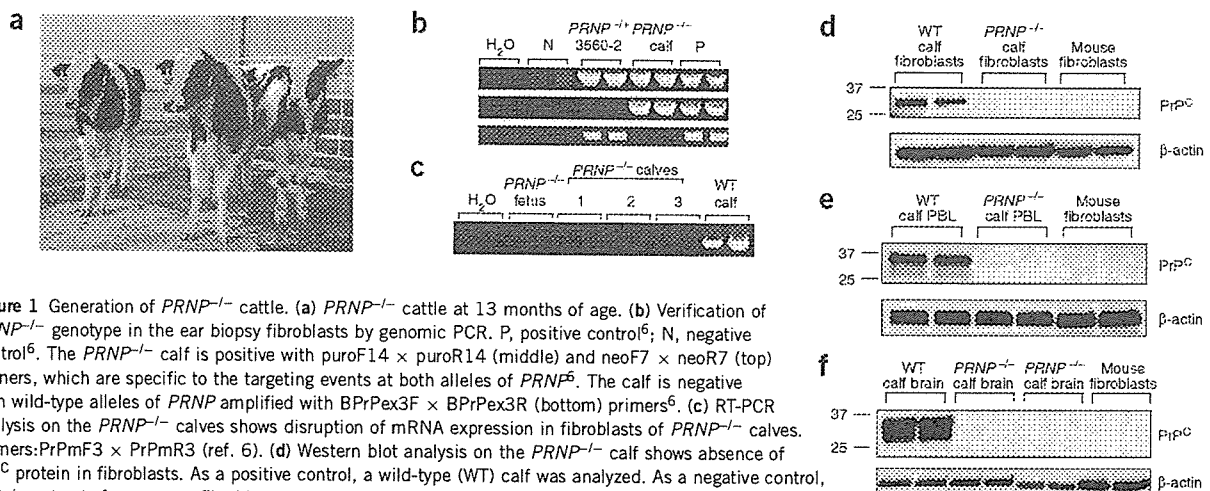 a
b
PRNP-/+ PRNP-/-
H2O N 3560-2 calf P
c
PRNP-/- PRNP-/- calves WT
H2O fetus 1 2 3 calf
d
WT PRNP-/- Mouse
calf calf fibroblasts
fibroblasts fibroblasts
37
25
PrPC
β-actin
e
WT PRNP-/- Mouse
calf PBL calf PBL fibroblasts
37
25
PrPC
β-actin
f
WT PRNP-/- PRNP-/- Mouse
calf brain calf brain calf brain fibroblasts
37
25
PrPC
β-actin
ure 1 Generation of PRNP–/– cattle. (a) PRNP–/– cattle at 13 months of age. (b) Verification of
NP–/– genotype in the ear biopsy fibroblasts by genomic PCR. P, positive control6; N, negative
trol6. The PRNP–/– calf is positive with puroF14 × puroR14 (middle) and neoF7 × neoR7 (top)
ners, which are specific to the targeting events at both alleles of PRNP6. The calf is negative
wild-type alleles of PRNP amplified with BPrPex3F × BPrPex3R (bottom) primers6. (c) RT-PCR
lysis on the PRNP–/– calves shows disruption of mRNA expression in fibroblasts of PRNP–/– calves.
mers:PrPmF3 × PrPmR3 (ref. 6). (d) Western blot analysis on the PRNP–/– calf shows absence of
C protein in fibroblasts. As a positive control, a wild-type (WT) calf was analyzed. As a negative control,